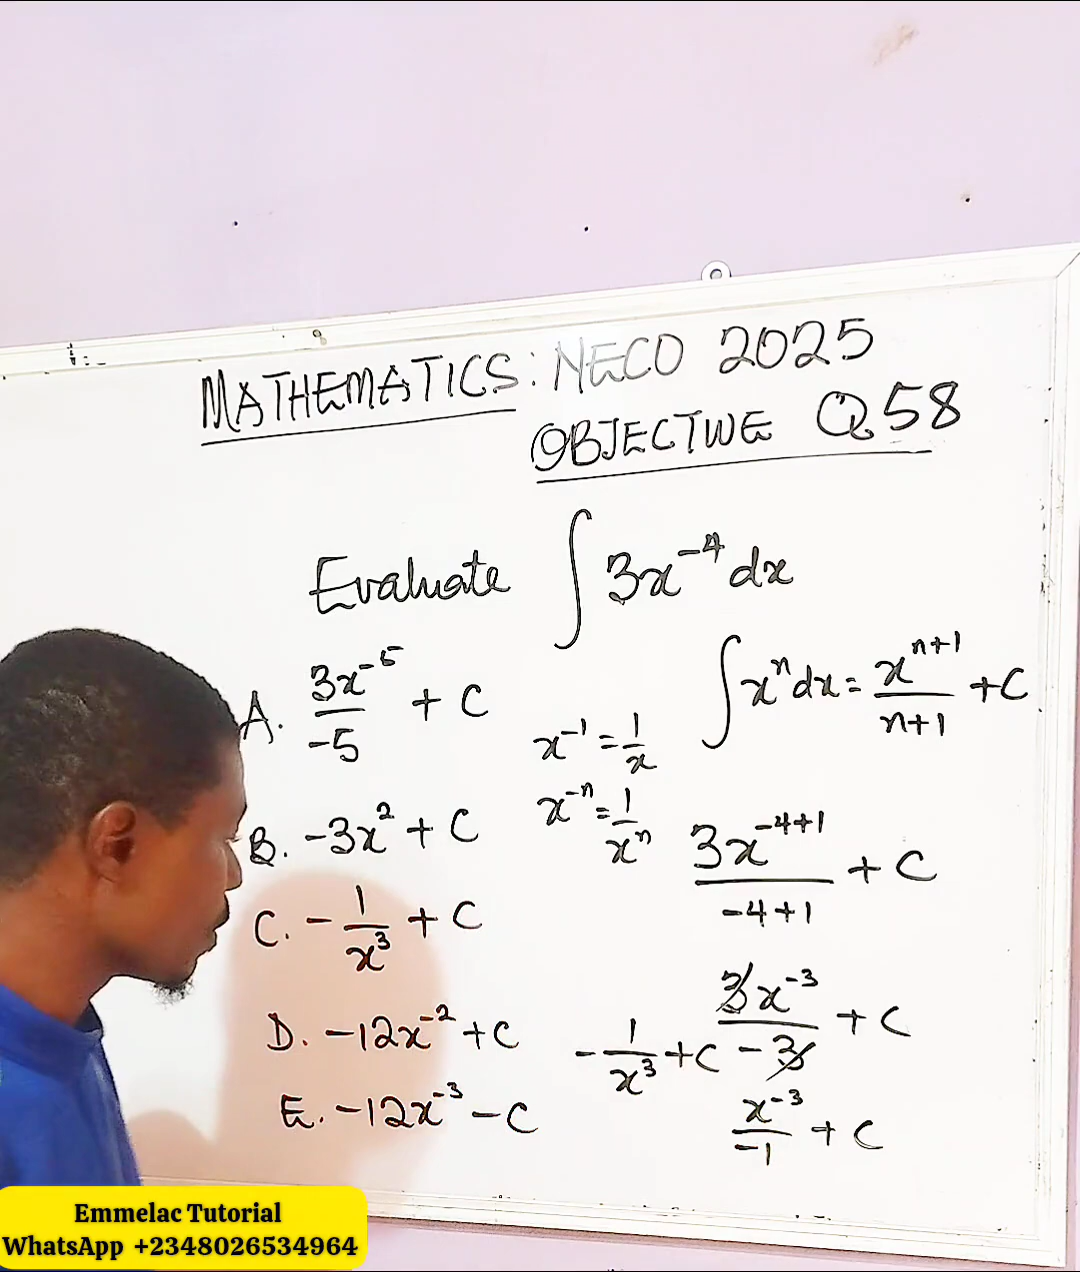 MATHEMATICS: NECO 2025
OBJECTIVE Q58
Evaluate ∫3x⁻⁴dx
∫xⁿdx = xⁿ⁺¹/n+1 + C
A. 3x⁻⁵/-5 + C
x⁻¹ = 1/x
x⁻ⁿ = 1/xⁿ
B. -3x² + C
3x⁻⁴⁺¹/-4+1 + C
C. -1/x³ + C
3x⁻³/-3 + C
D. -12x⁻² + C
-1/x³ + C
E. -12x⁻³ - C
x⁻³/-1 + C
Emmelac Tutorial
WhatsApp +2348026534964